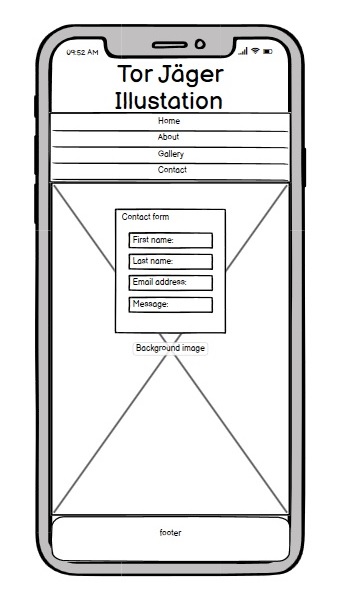 09:52 AM
Tor Jäger
Illustation
Home
About
Gallery
Contact
Contact form
First name:
Last name:
Email address:
Message:
Background image
footer